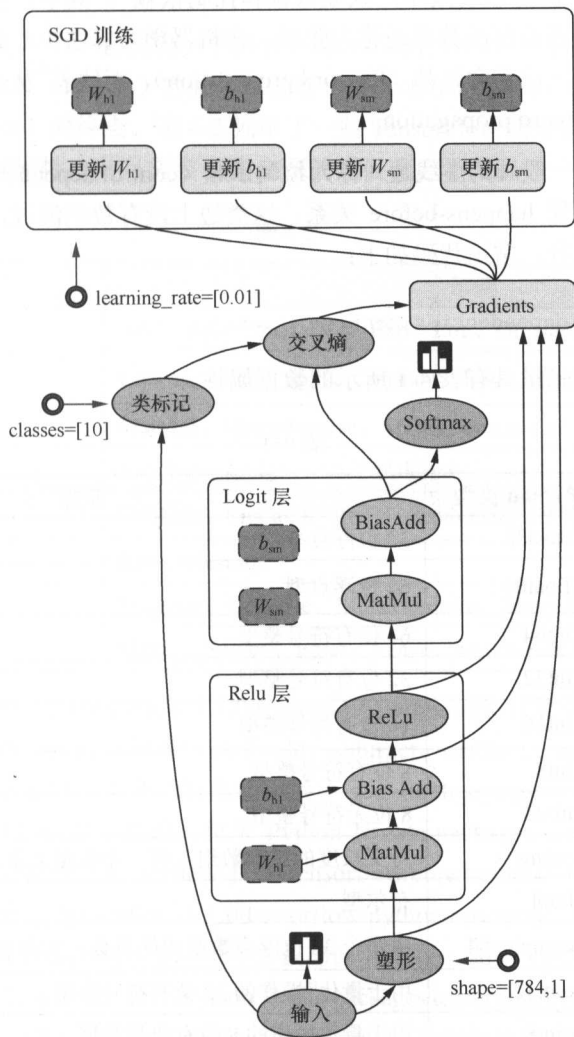 SGD 训练
W_h1
b_h1
W_sm
b_sm
更新 W_h1
更新 b_h1
更新 W_sm
更新 b_sm
learning_rate=[0.01]
Gradients
交叉熵
类标记
classes=[10]
Softmax
Logit 层
BiasAdd
b_sm
W_sm
MatMul
Relu 层
ReLu
b_h1
Bias Add
W_h1
MatMul
塑形
shape=[784,1]
输入